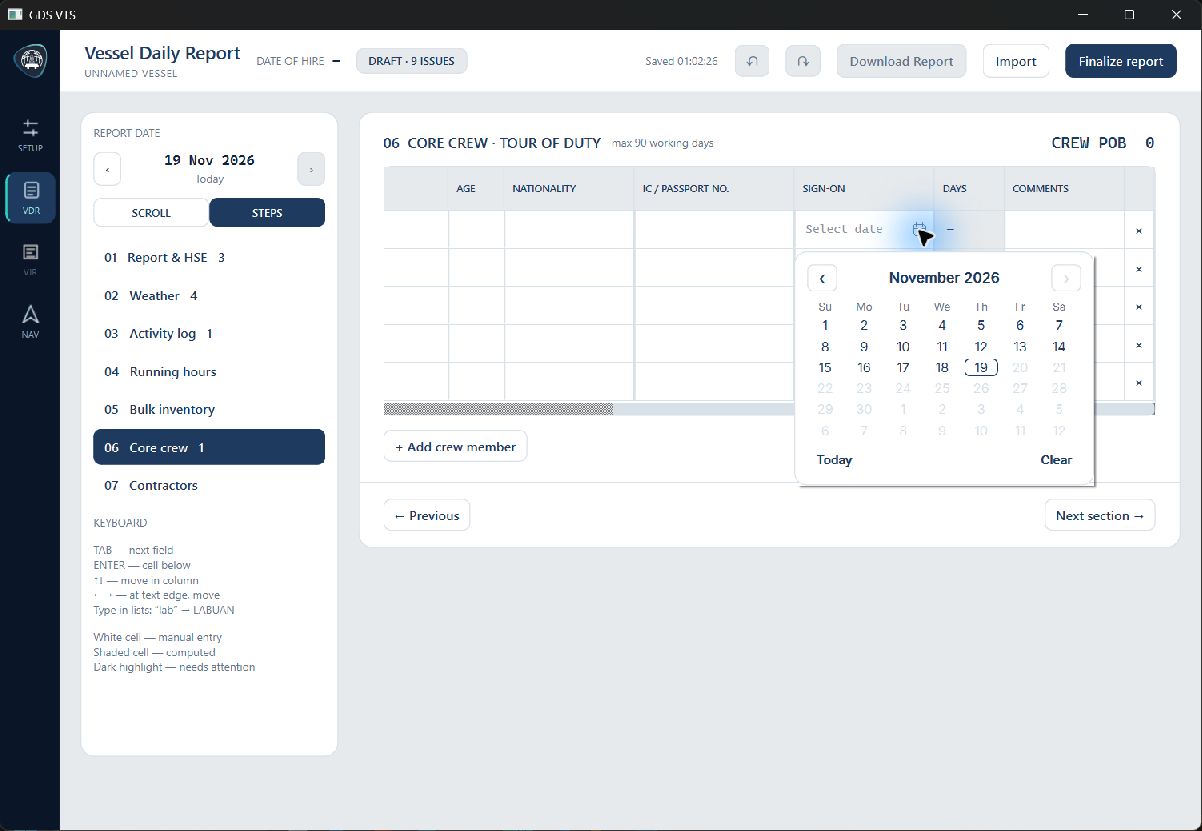 GDS VTS
Vessel Daily Report
UNNAMED VESSEL
DATE OF HIRE –
DRAFT · 9 ISSUES
Saved 01:02:26
Download Report
Import
Finalize report
SETUP
VDR
VIR
NAV
REPORT DATE
‹
19 Nov 2026
Today
›
SCROLL
STEPS
01 Report & HSE 3
02 Weather 4
03 Activity log 1
04 Running hours
05 Bulk inventory
06 Core crew 1
07 Contractors
KEYBOARD
TAB — next field
ENTER — cell below
↑↓ — move in column
— at text edge, move
Type in lists: "lab" → LABUAN
White cell — manual entry
Shaded cell — computed
Dark highlight — needs attention
06 CORE CREW · TOUR OF DUTY max 90 working days
CREW POB 0
AGE NATIONALITY IC / PASSPORT NO. SIGN-ON DAYS COMMENTS
Select date – ×
×
×
×
×
‹ November 2026 ›
Su Mo Tu We Th Fr Sa
1 2 3 4 5 6 7
8 9 10 11 12 13 14
15 16 17 18 19 20 21
22 23 24 25 26 27 28
29 30 1 2 3 4 5
6 7 8 9 10 11 12
Today Clear
+ Add crew member
← Previous
Next section →